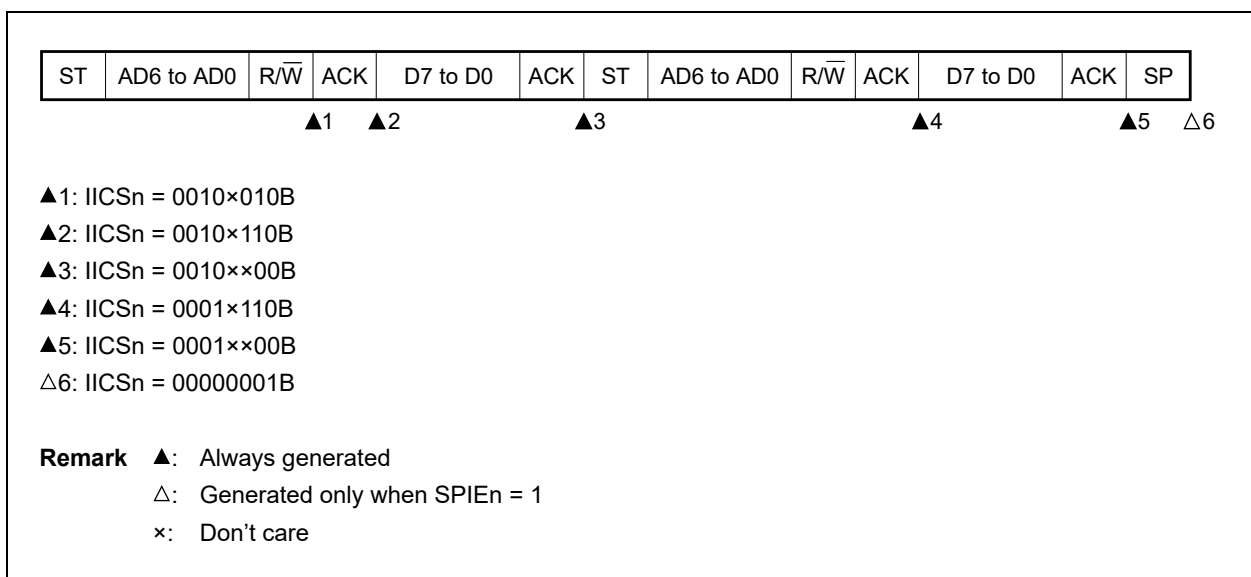 ST AD6 to AD0 R/W̅ ACK D7 to D0 ACK ST AD6 to AD0 R/W̅ ACK D7 to D0 ACK SP
▲1 ▲2 ▲3 ▲4 ▲5 △6
▲1: IICSn = 0010×010B
▲2: IICSn = 0010×110B
▲3: IICSn = 0010××00B
▲4: IICSn = 0001×110B
▲5: IICSn = 0001××00B
△6: IICSn = 00000001B
Remark ▲: Always generated
△: Generated only when SPIEn = 1
×: Don't care